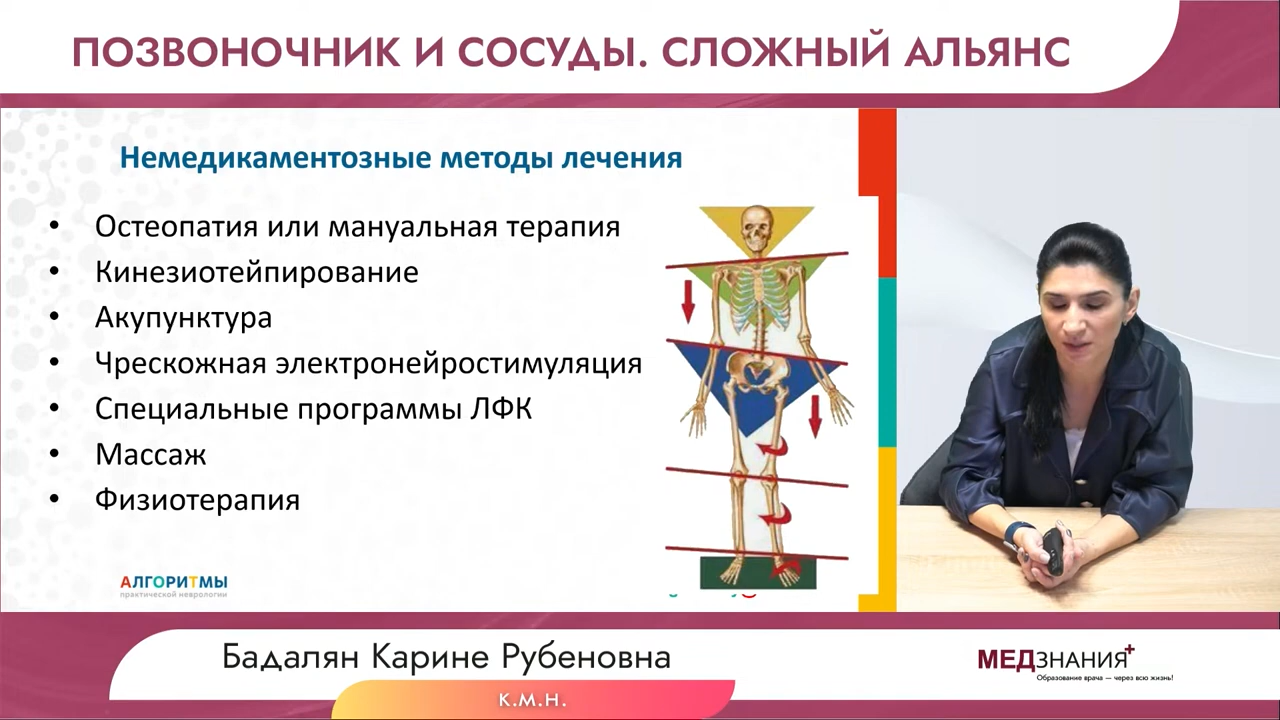 ПОЗВОНОЧНИК И СОСУДЫ. СЛОЖНЫЙ АЛЬЯНС
Немедикаментозные методы лечения
• Остеопатия или мануальная терапия
• Кинезиотейпирование
• Акупунктура
• Чрескожная электронейростимуляция
• Специальные программы ЛФК
• Массаж
• Физиотерапия
АЛГОРИТМЫ
практической неврологии
Бадалян Карине Рубеновна
к.м.н.
МЕДЗНАНИЯ+
Образование врача — через всю жизнь!